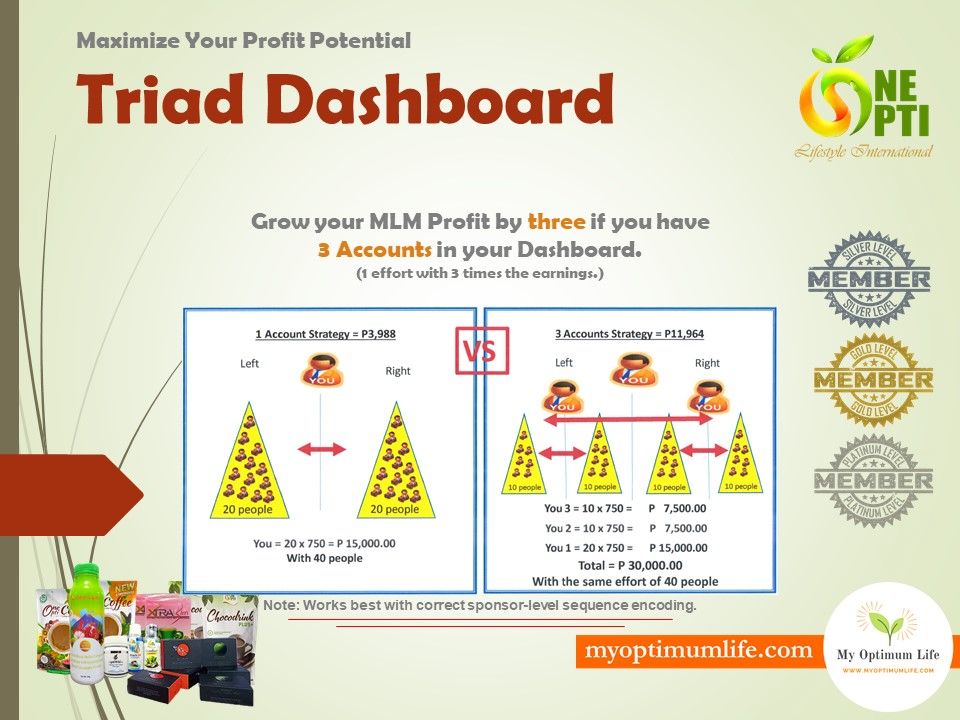 Maximize Your Profit Potential
Triad Dashboard
NE
PTI
Lifestyle International
Grow your MLM Profit by three if you have
3 Accounts in your Dashboard.
(1 effort with 3 times the earnings.)
SILVER LEVEL
MEMBER
SILVER LEVEL
GOLD LEVEL
MEMBER
GOLD LEVEL
PLATINUM LEVEL
MEMBER
PLATINUM LEVEL
1 Account Strategy = P3,988
Left
YOU
Right
20 people
20 people
You = 20 x 750 = P 15,000.00
With 40 people
VS
3 Accounts Strategy = P11,964
Left
YOU
Right
YOU
YOU
10 people
10 people
10 people
10 people
You 3 = 10 x 750 = P 7,500.00
You 2 = 10 x 750 = P 7,500.00
You 1 = 20 x 750 = P 15,000.00
Total = P 30,000.00
With the same effort of 40 people
Note: Works best with correct sponsor-level sequence encoding.
NEW
Coffee
XTRA
Chocodrink
PLUS
myoptimumlife.com
My Optimum Life
WWW.MYOPTIMUMLIFE.COM